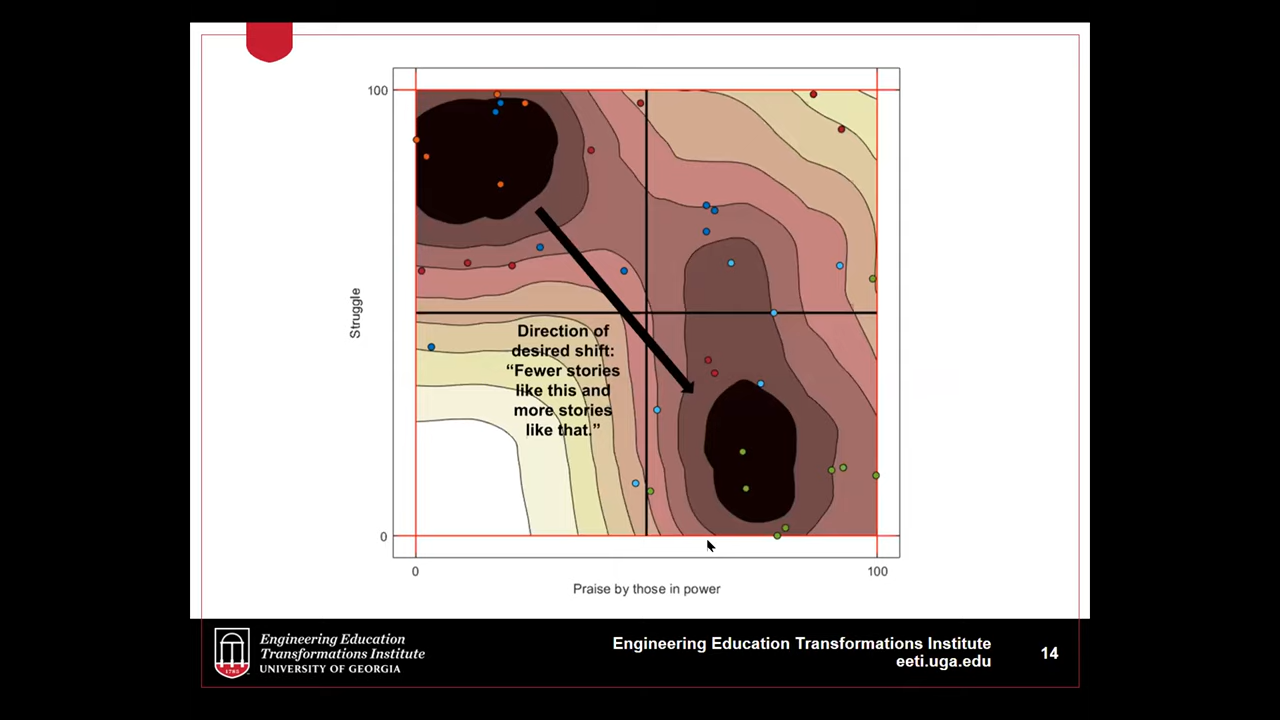 100
Struggle
Direction of
desired shift:
“Fewer stories
like this and
more stories
like that.”
0
0
100
Praise by those in power
Engineering Education
Transformations Institute
UNIVERSITY OF GEORGIA
1785
Engineering Education Transformations Institute
eeti.uga.edu
14